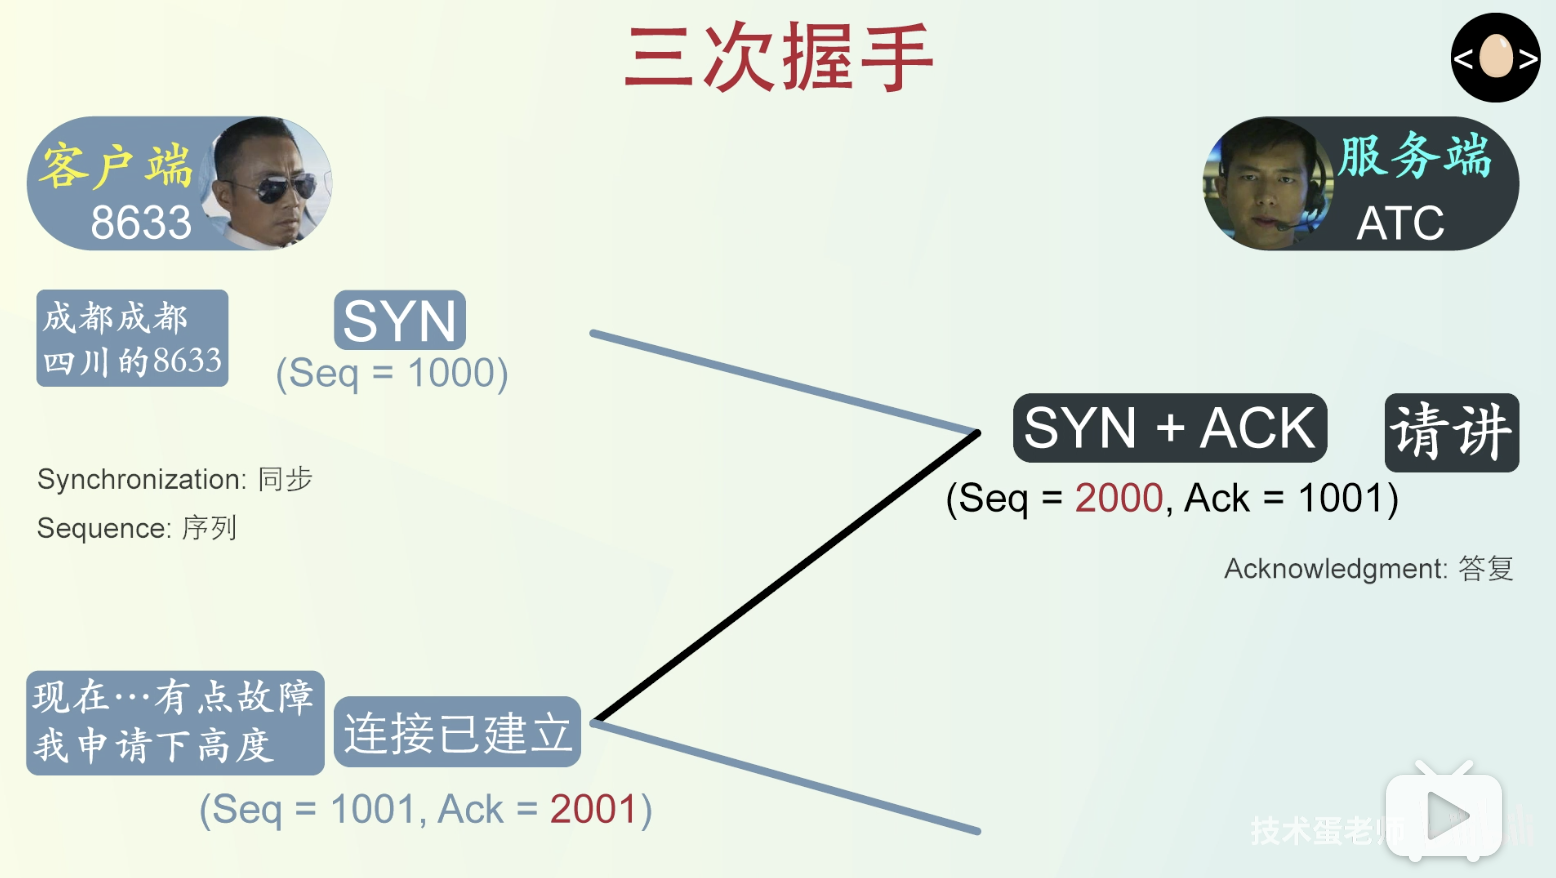 三次握手
< >
客户端
8633
服务端
ATC
成都成都
四川的8633
SYN
(Seq = 1000)
SYN + ACK
请讲
(Seq = 2000, Ack = 1001)
Synchronization: 同步
Sequence: 序列
Acknowledgment: 答复
现在…有点故障
我申请下高度
连接已建立
(Seq = 1001, Ack = 2001)
技术蛋老师